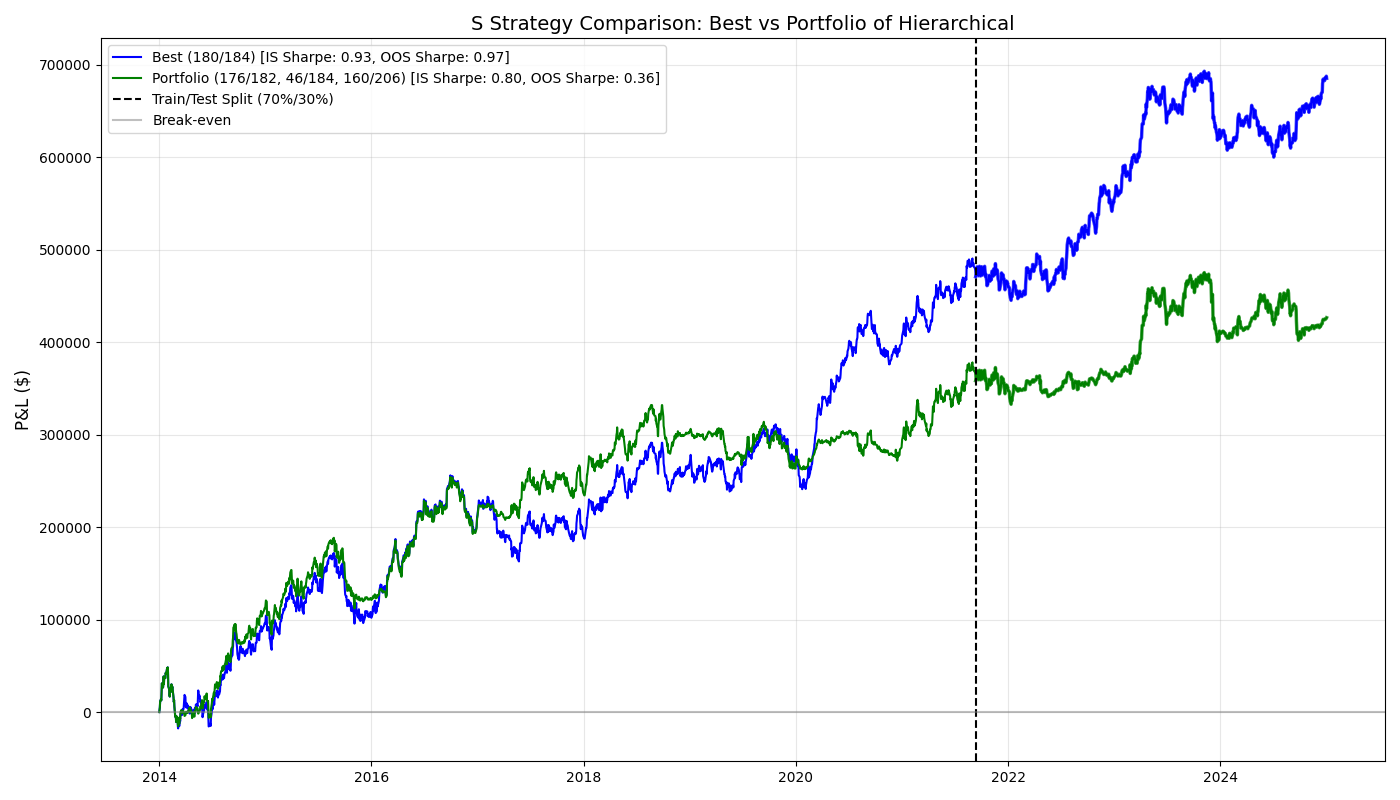 S Strategy Comparison: Best vs Portfolio of Hierarchical
Best (180/184) [IS Sharpe: 0.93, OOS Sharpe: 0.97]
Portfolio (176/182, 46/184, 160/206) [IS Sharpe: 0.80, OOS Sharpe: 0.36]
Train/Test Split (70%/30%)
Break-even
P&L ($)
700000
600000
500000
400000
300000
200000
100000
0
2014
2016
2018
2020
2022
2024